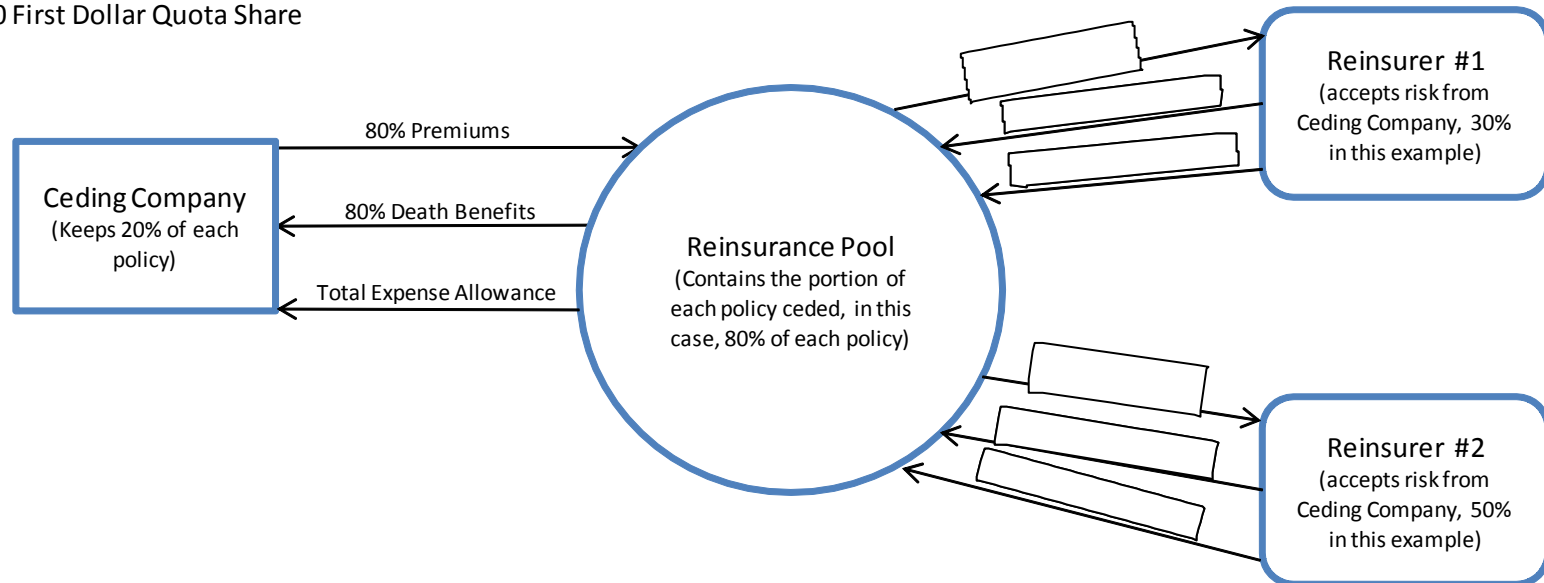 First Dollar Quota Share
Ceding Company
(Keeps 20% of each
policy)
80% Premiums
80% Death Benefits
Total Expense Allowance
Reinsurance Pool
(Contains the portion of
each policy ceded, in this
case, 80% of each policy)
Reinsurer #1
(accepts risk from
Ceding Company, 30%
in this example)
Reinsurer #2
(accepts risk from
Ceding Company, 50%
in this example)